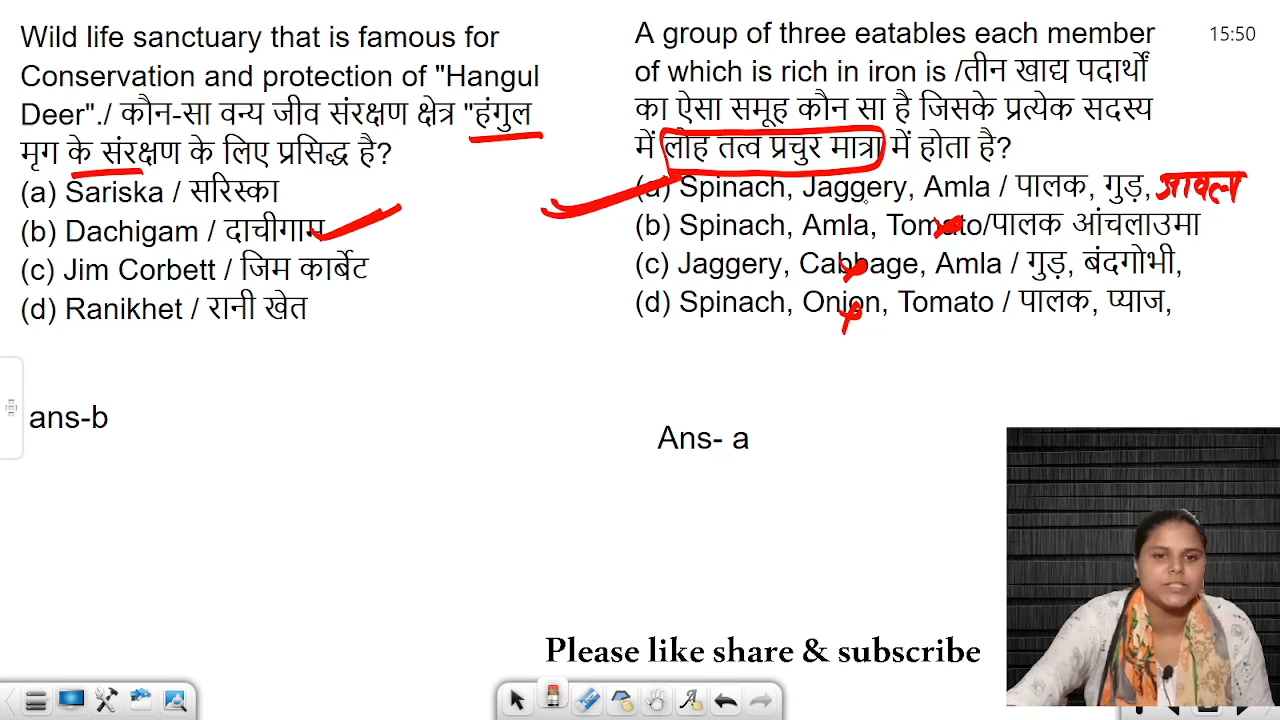 Wild life sanctuary that is famous for
Conservation and protection of "Hangul
Deer"./ कौन-सा वन्य जीव संरक्षण क्षेत्र "हंगुल
मृग के संरक्षण के लिए प्रसिद्ध है?
(a) Sariska / सरिस्का
(b) Dachigam / दाचीगाम
(c) Jim Corbett / जिम कार्बेट
(d) Ranikhet / रानी खेत
ans-b
15:50
A group of three eatables each member
of which is rich in iron is /तीन खाद्य पदार्थों
का ऐसा समूह कौन सा है जिसके प्रत्येक सदस्य
में लौह तत्व प्रचुर मात्रा में होता है?
(a) Spinach, Jaggery, Amla / पालक, गुड़, आवला
(b) Spinach, Amla, Tomato/पालक आंचलाउमा
(c) Jaggery, Cabbage, Amla / गुड़, बंदगोभी,
(d) Spinach, Onion, Tomato / पालक, प्याज,
Ans- a
Please like share & subscribe